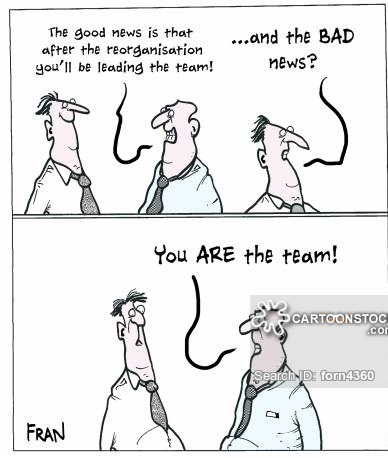 The good news is that
after the reorganisation
you'll be leading the team!
...and the BAD
news?
You ARE the team!
CARTOONSTOCK
.com
Search ID: forn4360
FRAN